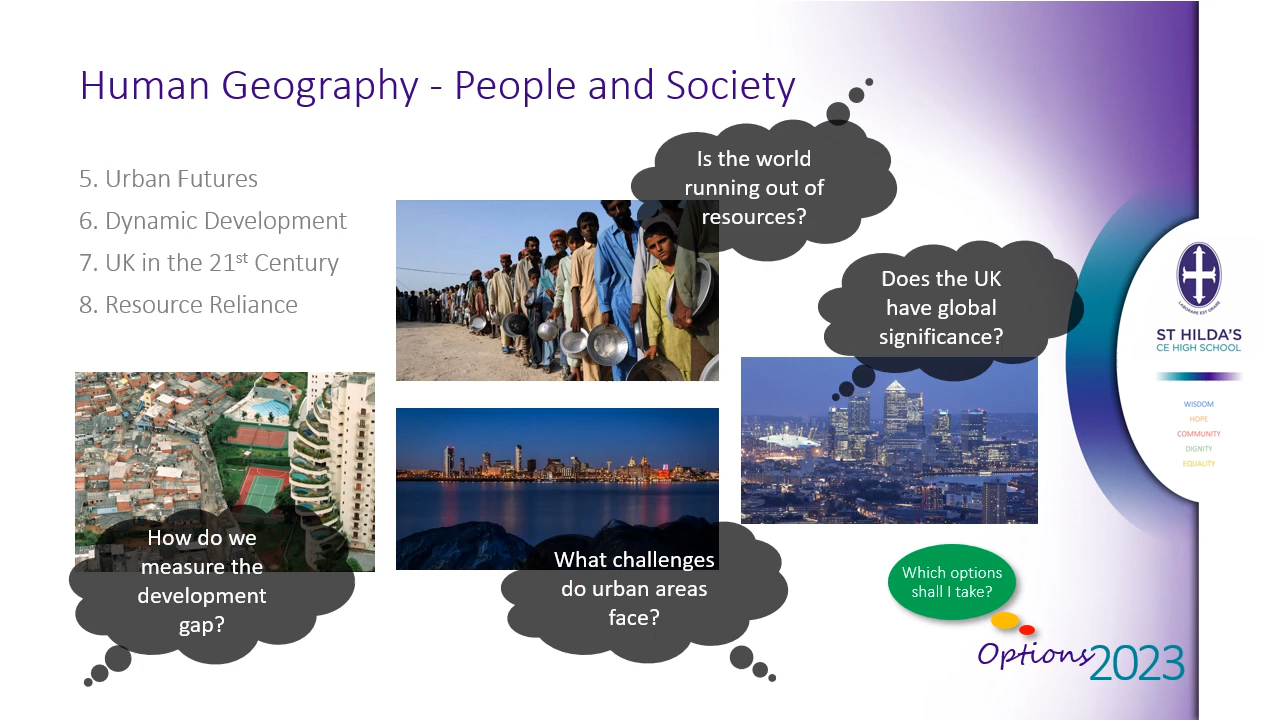 Human Geography - People and Society
5. Urban Futures
6. Dynamic Development
7. UK in the 21st Century
8. Resource Reliance
Is the world
running out of
resources?
Does the UK
have global
significance?
How do we
measure the
development
gap?
What challenges
do urban areas
face?
LABORARE EST ORARE
ST HILDA'S
CE HIGH SCHOOL
WISDOM
HOPE
COMMUNITY
DIGNITY
EQUALITY
Which options
shall I take?
Options 2023